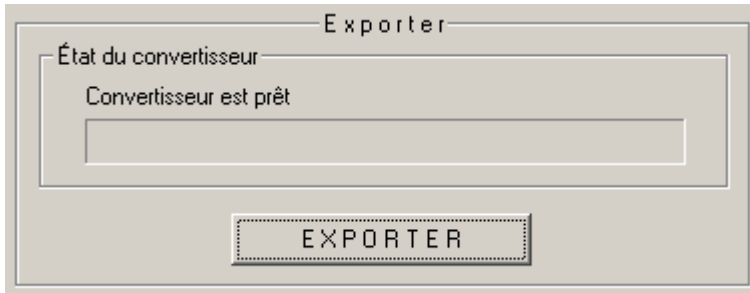 Exporter
État du convertisseur
Convertisseur est prêt
EXPORTER